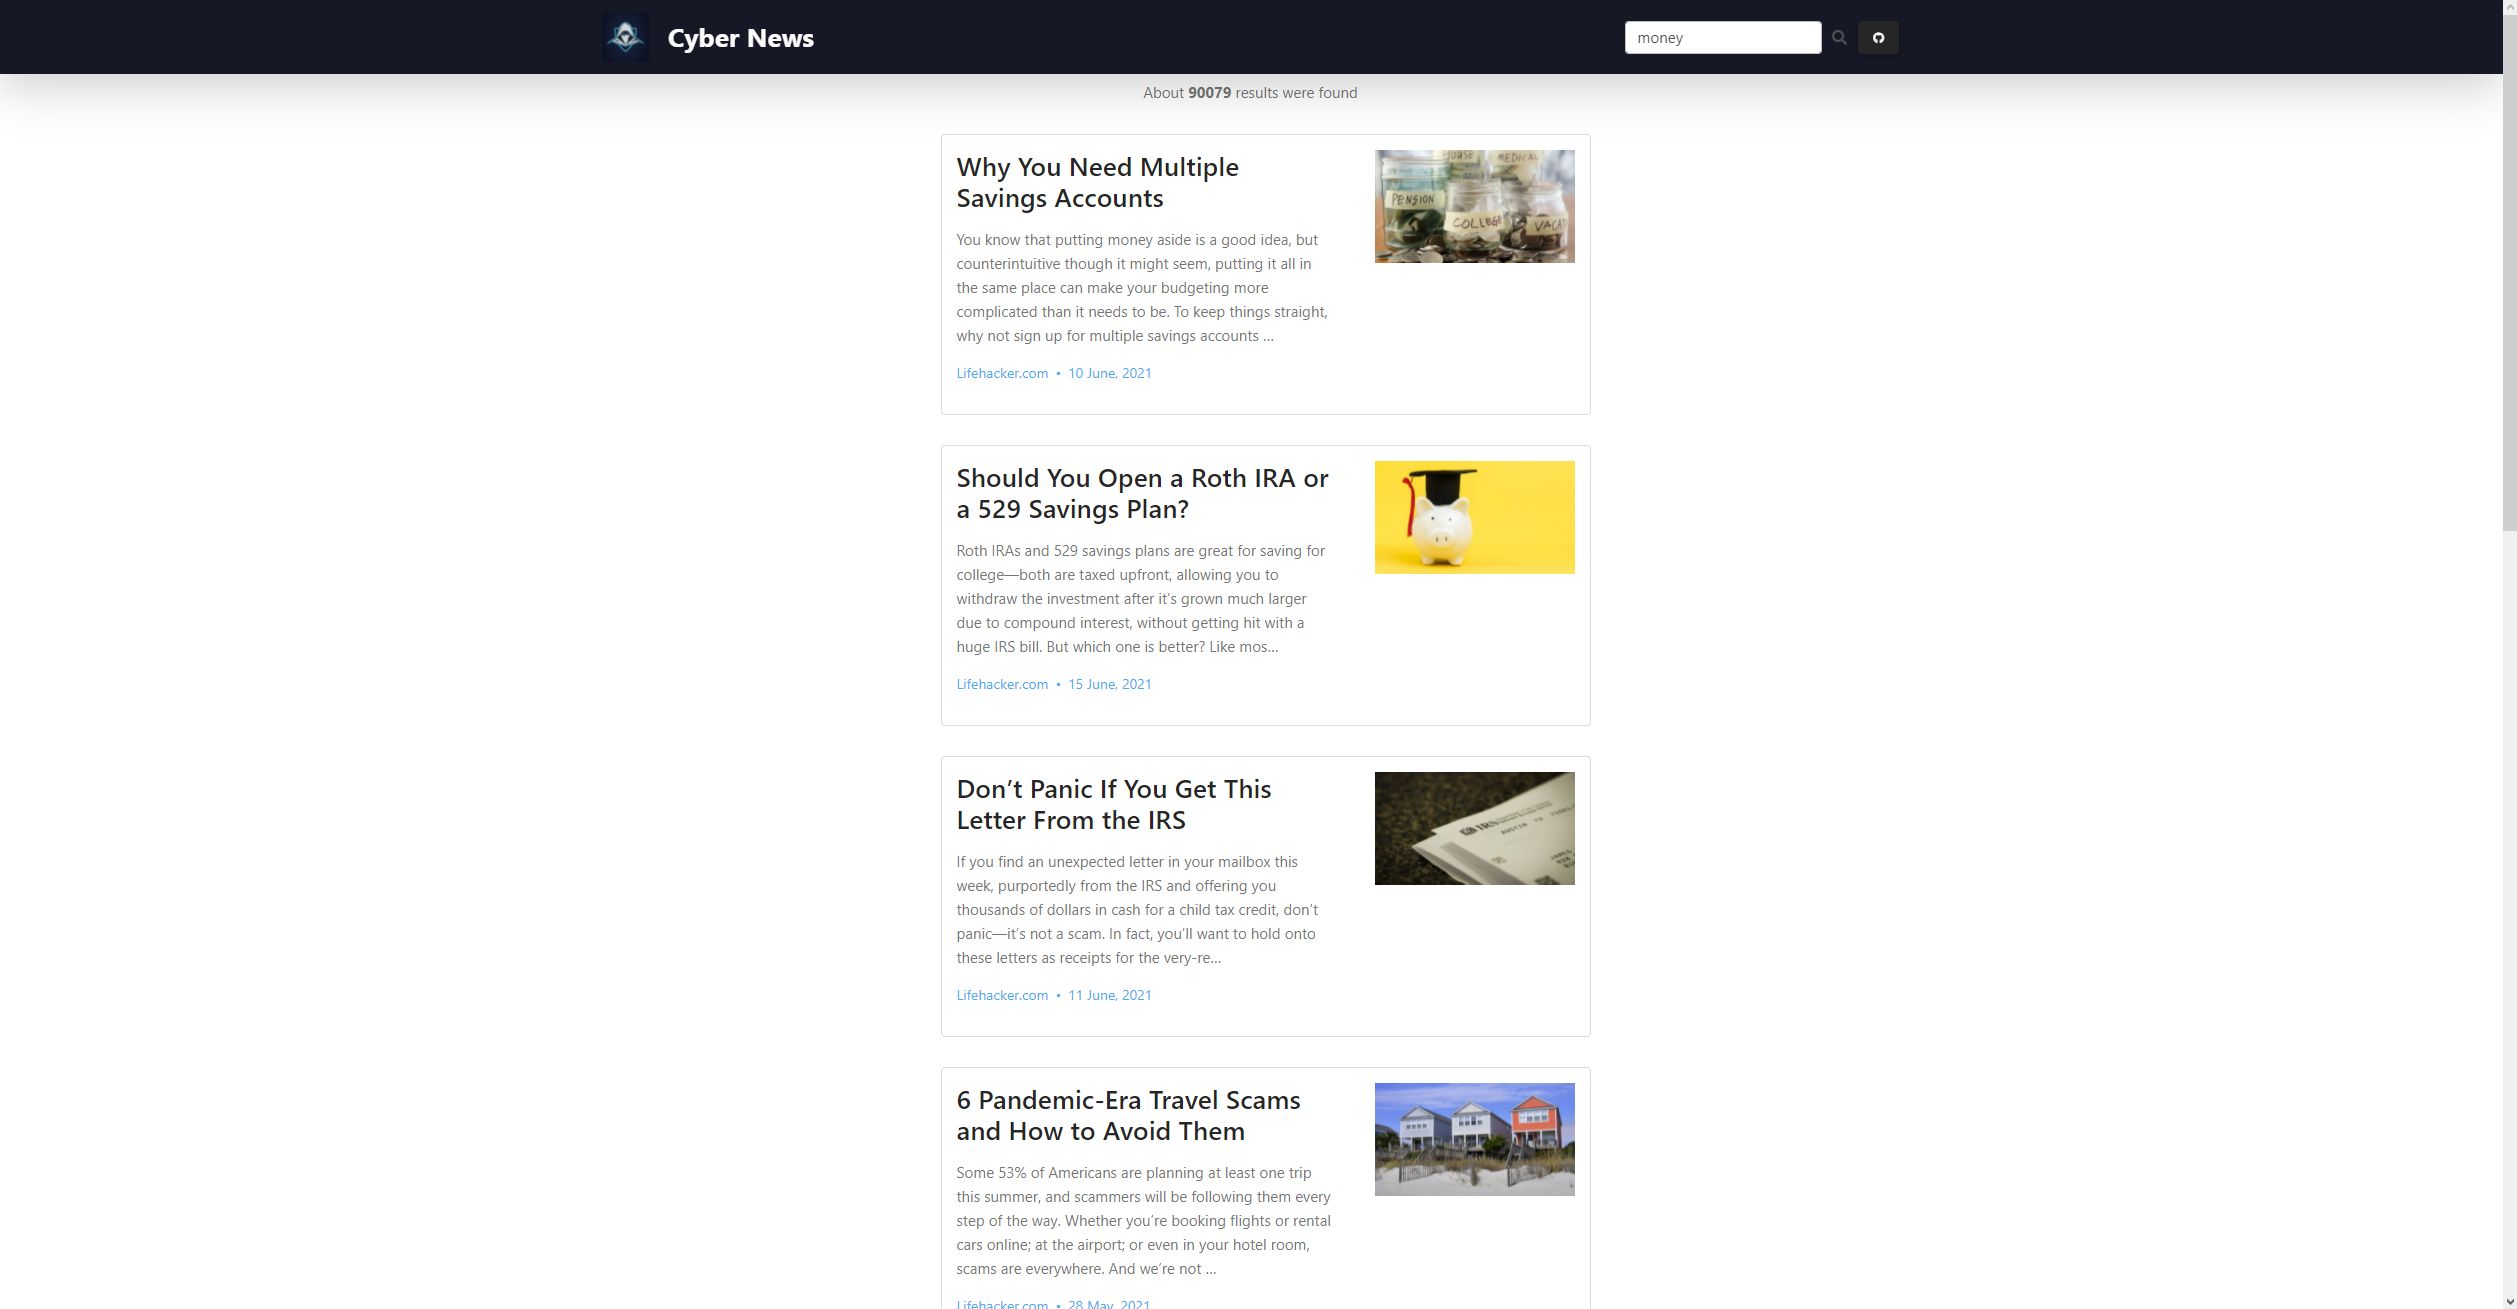 Cyber News
money
About 90079 results were found
Why You Need Multiple
Savings Accounts
You know that putting money aside is a good idea, but
counterintuitive though it might seem, putting it all in
the same place can make your budgeting more
complicated than it needs to be. To keep things straight,
why not sign up for multiple savings accounts ...
Lifehacker.com • 10 June, 2021
HOUSE
MEDICAL
PENSION
COLLEGE
Should You Open a Roth IRA or
a 529 Savings Plan?
Roth IRAs and 529 savings plans are great for saving for
college—both are taxed upfront, allowing you to
withdraw the investment after it’s grown much larger
due to compound interest, without getting hit with a
huge IRS bill. But which one is better? Like mos...
Lifehacker.com • 15 June, 2021
Don’t Panic If You Get This
Letter From the IRS
If you find an unexpected letter in your mailbox this
week, purportedly from the IRS and offering you
thousands of dollars in cash for a child tax credit, don’t
panic—it’s not a scam. In fact, you’ll want to hold onto
these letters as receipts for the very-re...
Lifehacker.com • 11 June, 2021
IRS
AUSTIN TX
6 Pandemic-Era Travel Scams
and How to Avoid Them
Some 53% of Americans are planning at least one trip
this summer, and scammers will be following them every
step of the way. Whether you’re booking flights or rental
cars online; at the airport; or even in your hotel room,
scams are everywhere. And we’re not ...
Lifehacker.com • 28 May, 2021